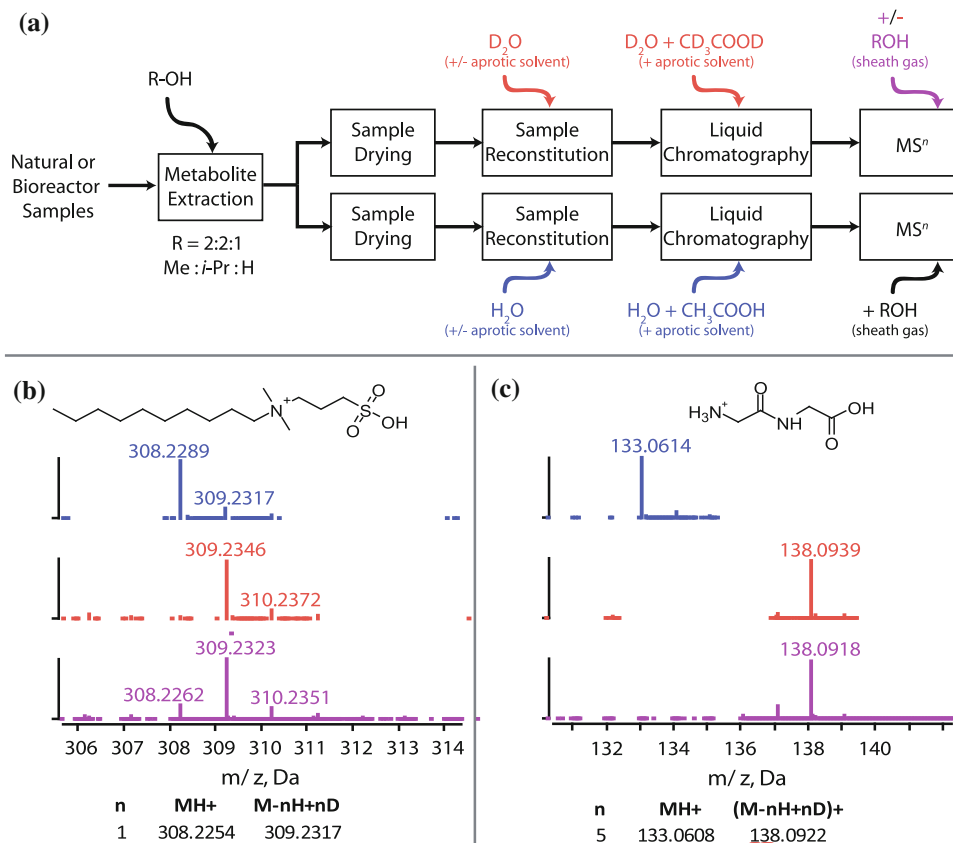 (a)
D₂O
(+/- aprotic solvent)
D₂O + CD₃COOD
(+ aprotic solvent)
+/-
ROH
(sheath gas)
R-OH
Natural or
Bioreactor
Samples
Metabolite
Extraction
R = 2:2:1
Me : i-Pr : H
Sample
Drying
Sample
Reconstitution
Liquid
Chromatography
MSⁿ
Sample
Drying
Sample
Reconstitution
Liquid
Chromatography
MSⁿ
H₂O
(+/- aprotic solvent)
H₂O + CH₃COOH
(+ aprotic solvent)
+ ROH
(sheath gas)
(b)
N⁺
O
S
OH
O
308.2289
309.2317
309.2346
310.2372
309.2323
308.2262
310.2351
306 307 308 309 310 311 312 313 314
m/ z, Da
n MH+ M-nH+nD
1 308.2254 309.2317
(c)
O
H₃N⁺
NH
OH
O
133.0614
138.0939
138.0918
132 134 136 138 140
m/ z, Da
n MH+ (M-nH+nD)+
5 133.0608 138.0922